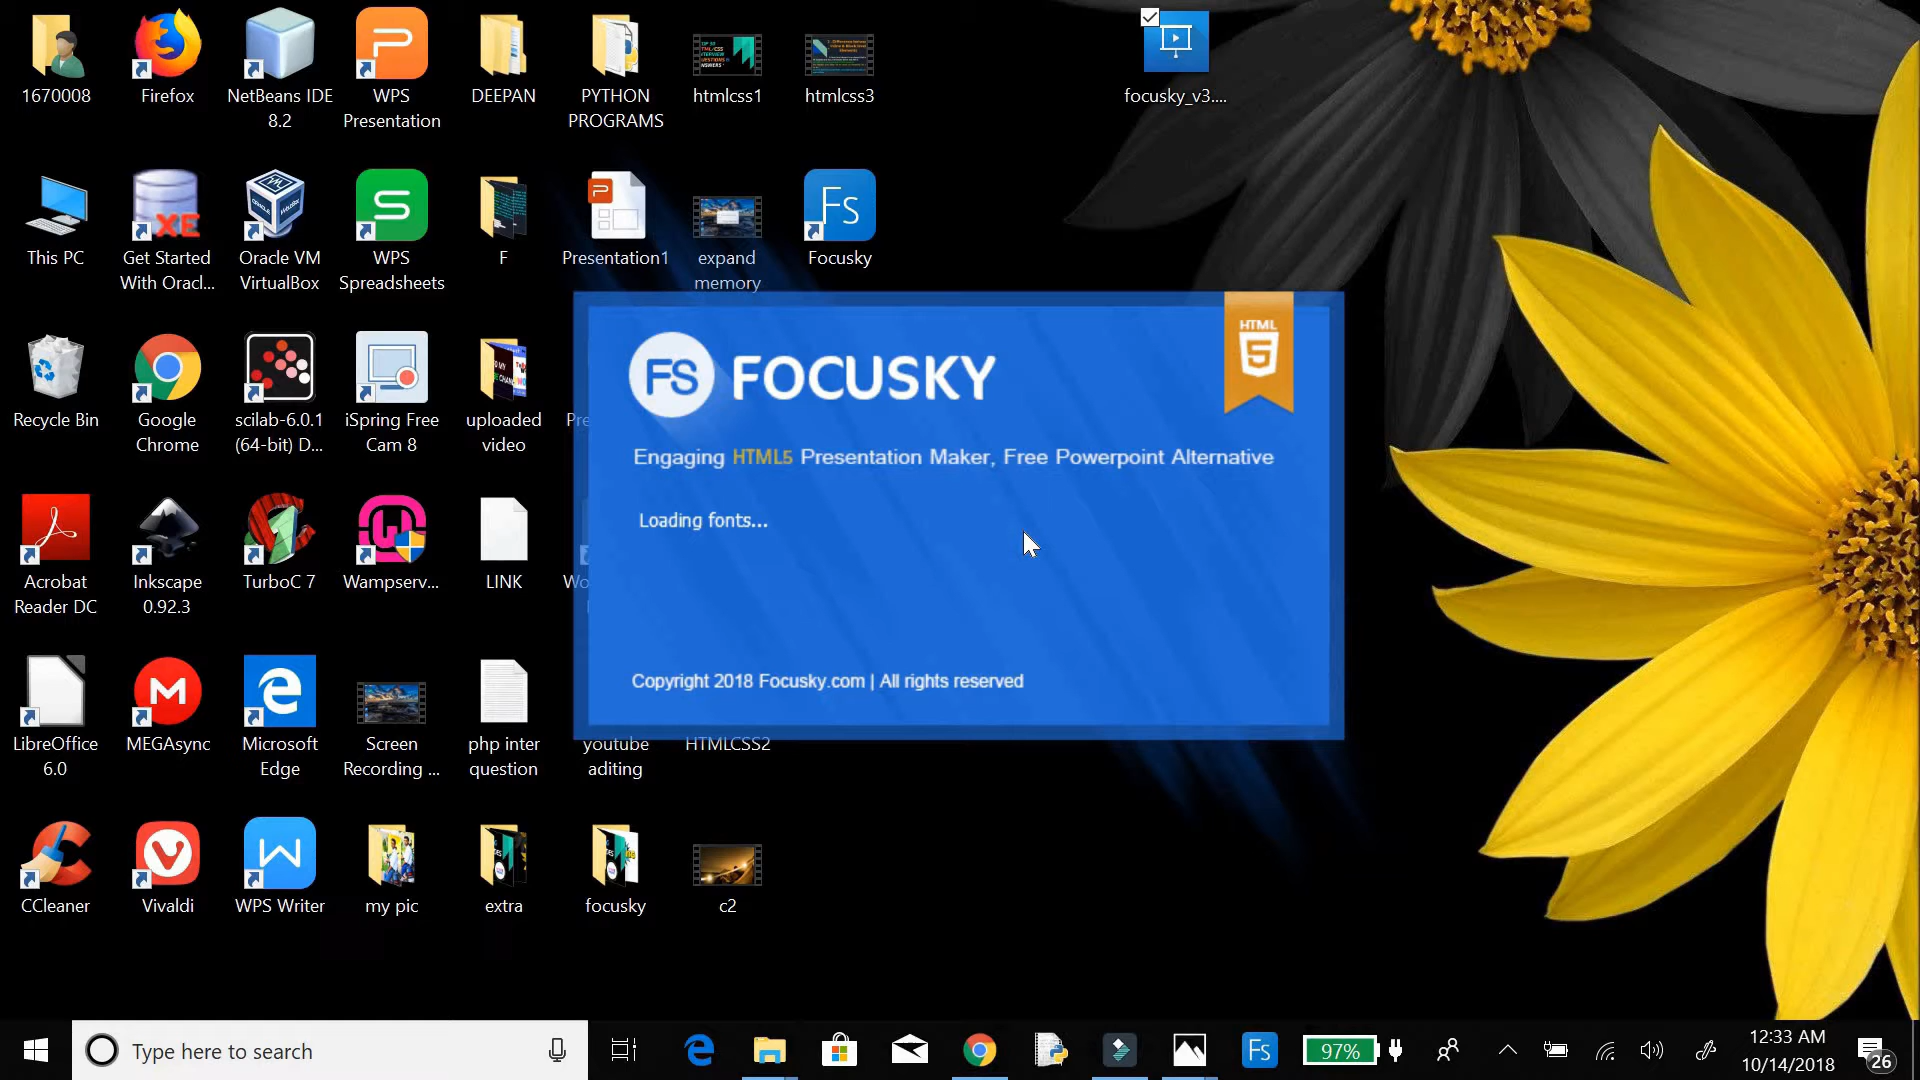 1670008
Firefox
NetBeans IDE
8.2
WPS
Presentation
DEEPAN
PYTHON
PROGRAMS
htmlcss1
htmlcss3
focusky_v3....
This PC
XE
Get Started
With Oracl...
Oracle VM
VirtualBox
S
WPS
Spreadsheets
F
P
Presentation1
expand
memory
Fs
Focusky
Recycle Bin
Google
Chrome
scilab-6.0.1
(64-bit) D...
iSpring Free
Cam 8
uploaded
video
Pre
FS FOCUSKY
HTML
5
Engaging HTML5 Presentation Maker, Free Powerpoint Alternative
Loading fonts...
Copyright 2018 Focusky.com | All rights reserved
Acrobat
Reader DC
Inkscape
0.92.3
TurboC 7
Wampserv...
LINK
Wo
LibreOffice
6.0
MEGAsync
Microsoft
Edge
Screen
Recording ...
php inter
question
youtube
aditing
HTMLCSS2
CCleaner
Vivaldi
WPS Writer
my pic
extra
focusky
c2
Type here to search
Fs
97%
12:33 AM
10/14/2018
26